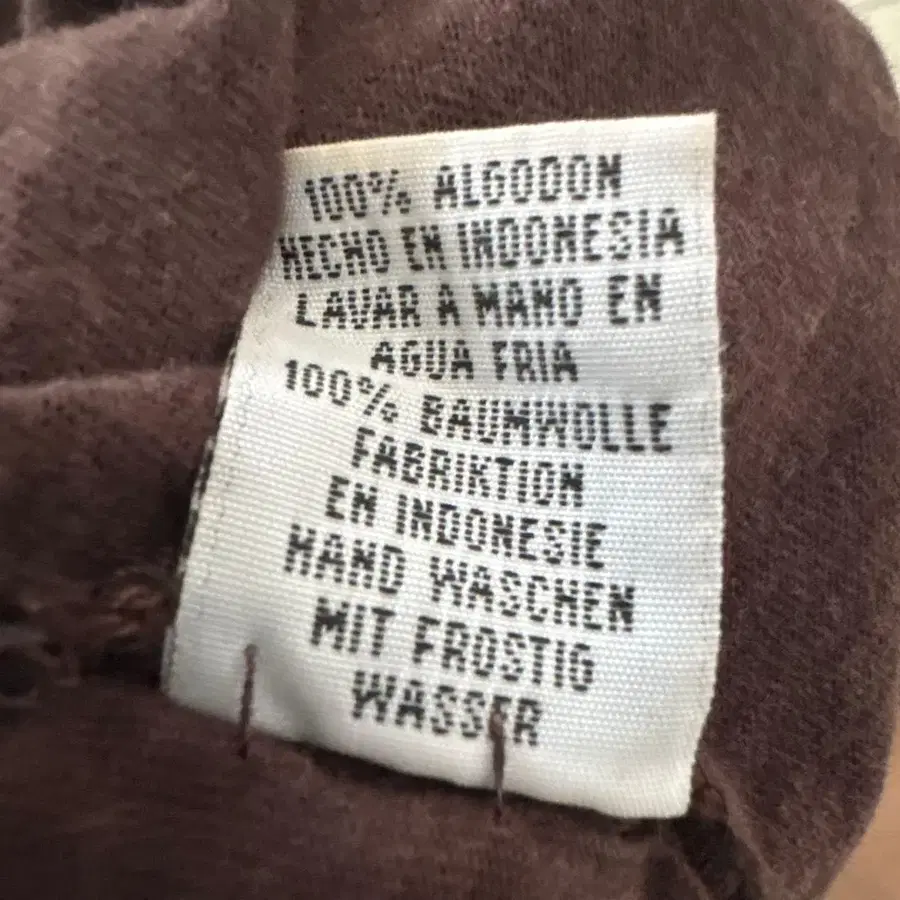 100% ALGODON
HECHO EN INDONESIA
LAVAR A MANO EN
AGUA FRIA
100% BAUMWOLLE
FABRIKTION
EN INDONESIE
HAND WASCHEN
MIT FROSTIG
WASSER